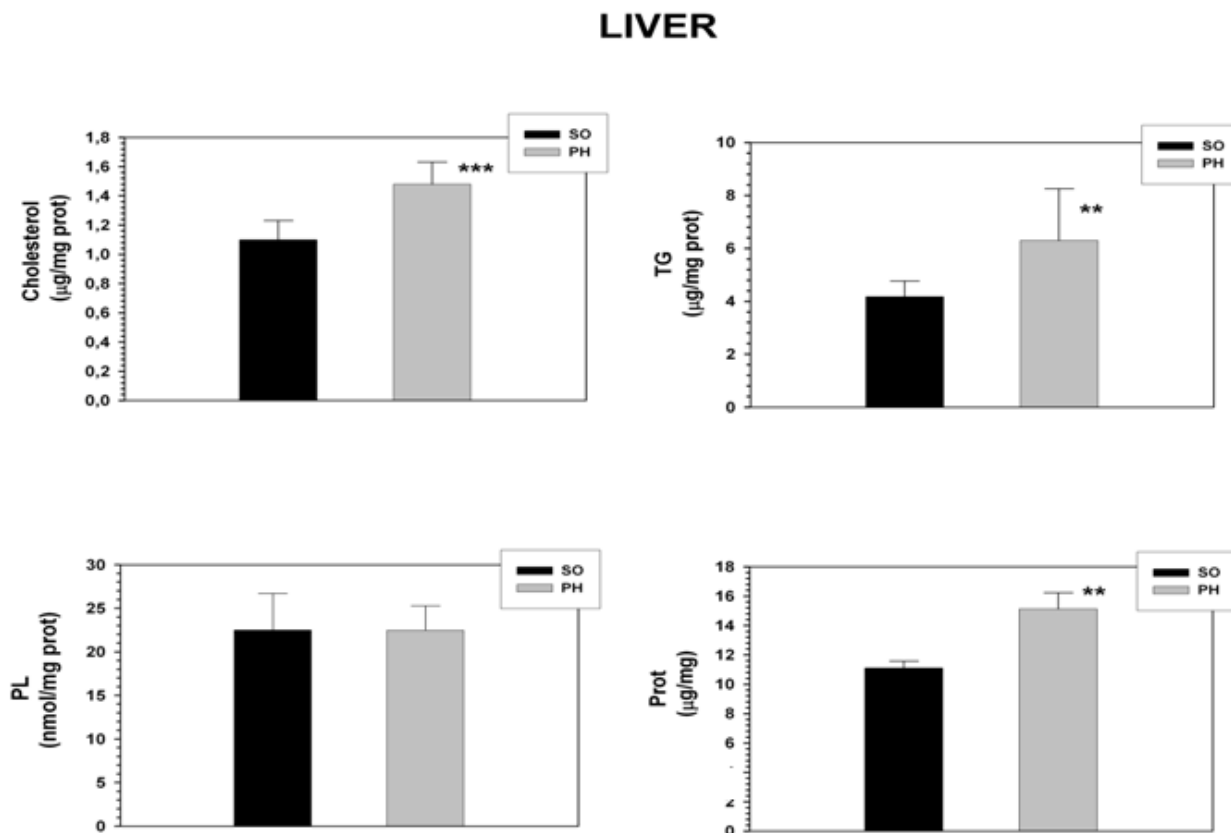 LIVER
Cholesterol
(μg/mg prot)
1,8
1,6
1,4
1,2
1,0
0,8
0,6
0,4
0,2
0,0
SO
PH
***
TG
(μg/mg prot)
10
8
6
4
2
0
SO
PH
**
PL
(nmol/mg prot)
30
25
20
15
10
5
0
SO
PH
Prot
(μg/mg)
18
16
14
12
10
8
6
2
0
SO
PH
**